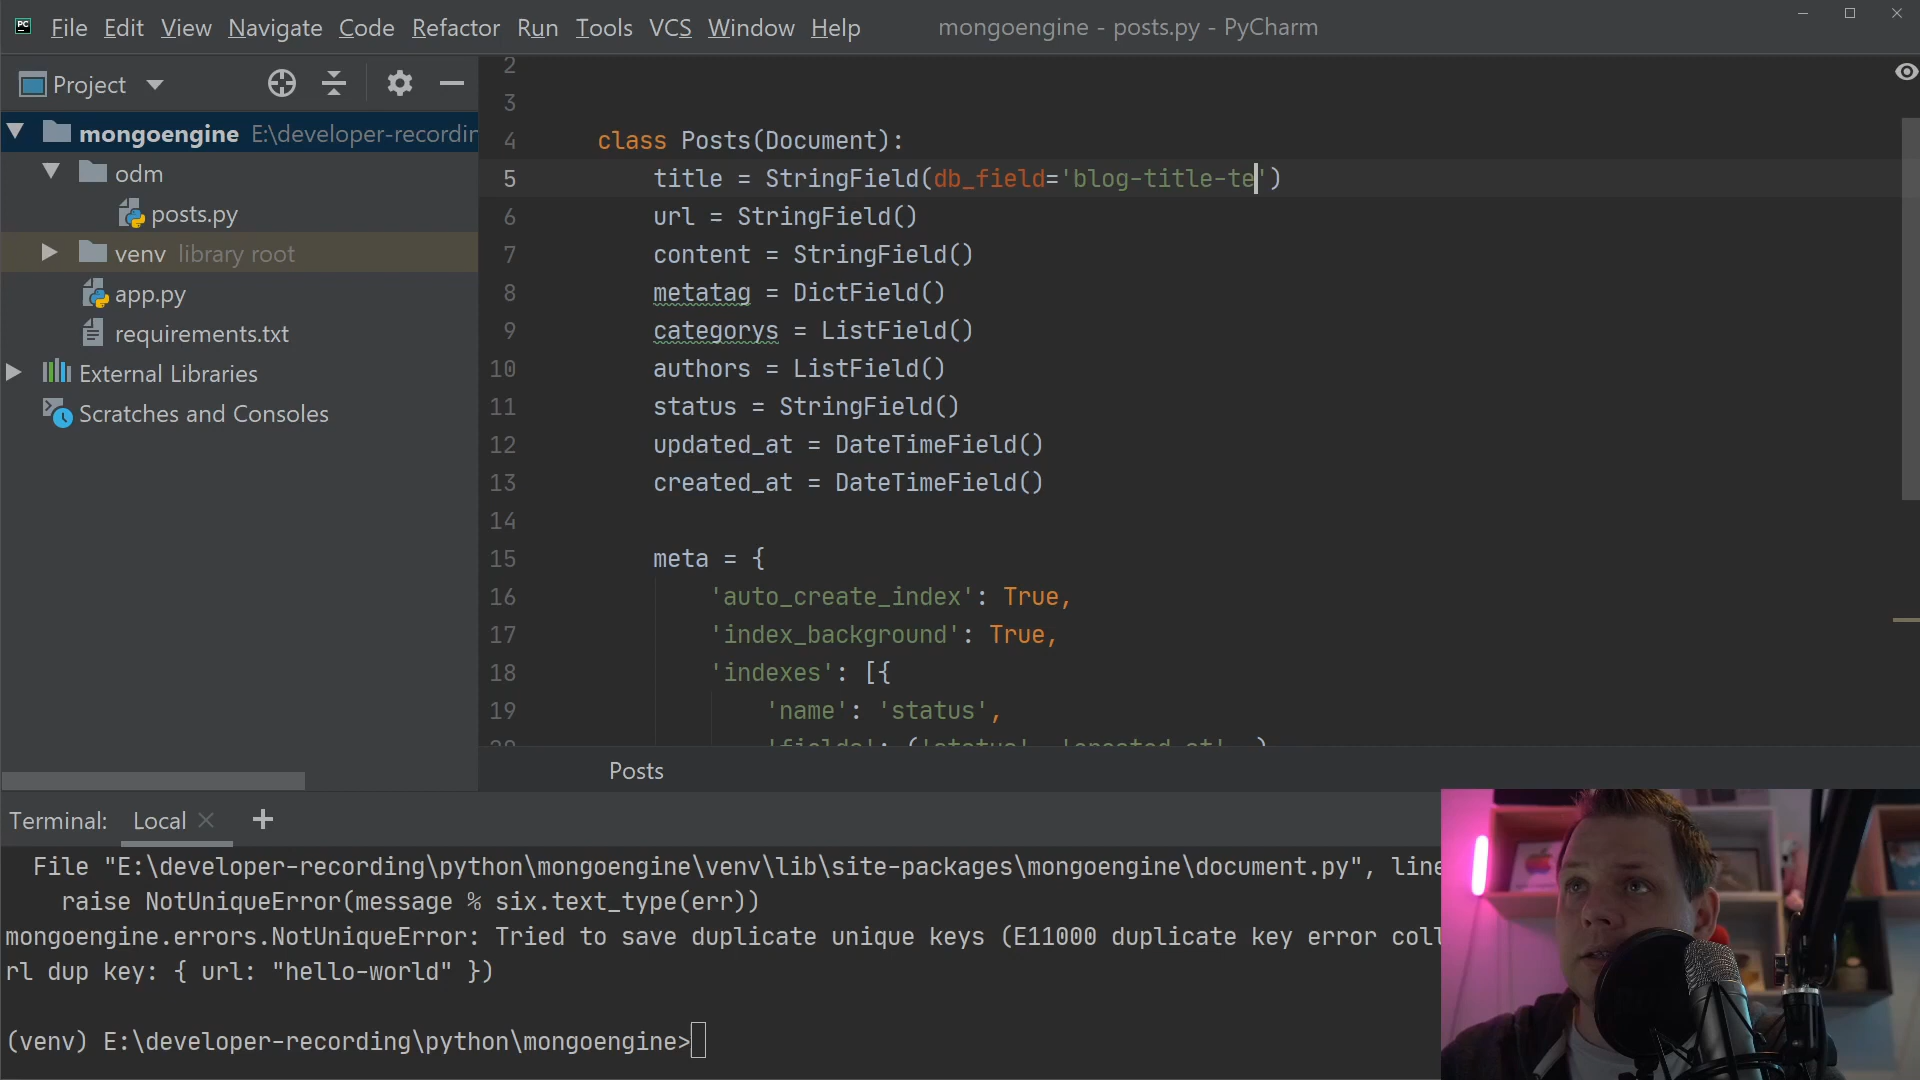 File Edit View Navigate Code Refactor Run Tools VCS Window Help mongoengine - posts.py - PyCharm
Project
mongoengine E:\developer-recordin
odm
posts.py
venv library root
app.py
requirements.txt
External Libraries
Scratches and Consoles
2
3
4 class Posts(Document):
5 title = StringField(db_field='blog-title-te')
6 url = StringField()
7 content = StringField()
8 metatag = DictField()
9 categorys = ListField()
10 authors = ListField()
11 status = StringField()
12 updated_at = DateTimeField()
13 created_at = DateTimeField()
14
15 meta = {
16 'auto_create_index': True,
17 'index_background': True,
18 'indexes': [{
19 'name': 'status',
20 'fields': ('status', 'created_at', )
Posts
Terminal: Local +
File "E:\developer-recording\python\mongoengine\venv\lib\site-packages\mongoengine\document.py", line
raise NotUniqueError(message % six.text_type(err))
mongoengine.errors.NotUniqueError: Tried to save duplicate unique keys (E11000 duplicate key error coll
rl dup key: { url: "hello-world" })
(venv) E:\developer-recording\python\mongoengine>